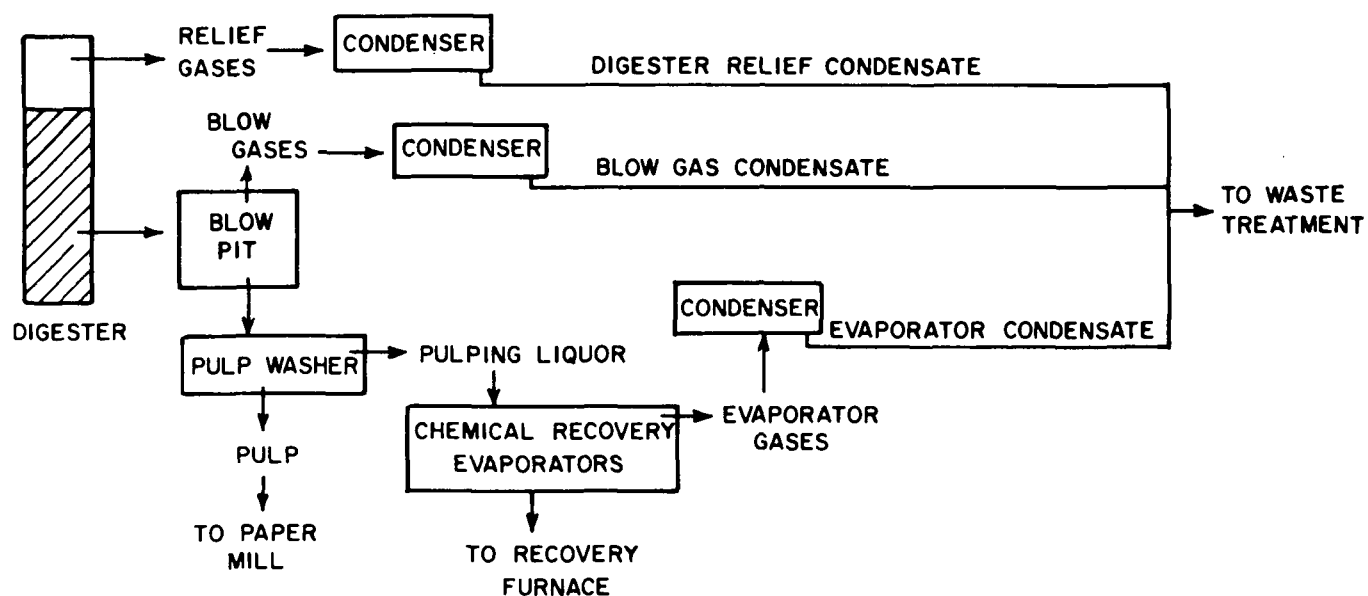 RELIEF
GASES
CONDENSER
DIGESTER RELIEF CONDENSATE
BLOW
GASES
CONDENSER
BLOW GAS CONDENSATE
TO WASTE
TREATMENT
BLOW
PIT
DIGESTER
CONDENSER
EVAPORATOR CONDENSATE
PULP WASHER
PULPING LIQUOR
CHEMICAL RECOVERY
EVAPORATORS
EVAPORATOR
GASES
PULP
TO PAPER
MILL
TO RECOVERY
FURNACE